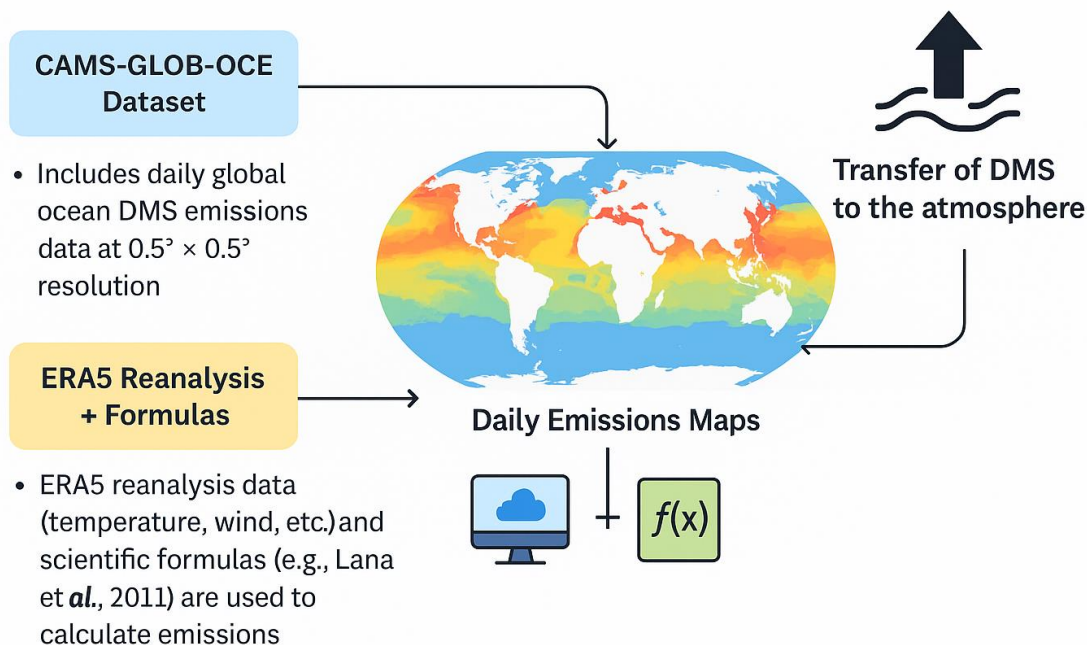 CAMS-GLOB-OCE
Dataset
• Includes daily global
ocean DMS emissions
data at 0.5° × 0.5°
resolution
ERA5 Reanalysis
+ Formulas
• ERA5 reanalysis data
(temperature, wind, etc.) and
scientific formulas (e.g., Lana
et al., 2011) are used to
calculate emissions
Transfer of DMS
to the atmosphere
Daily Emissions Maps
+ f(x)